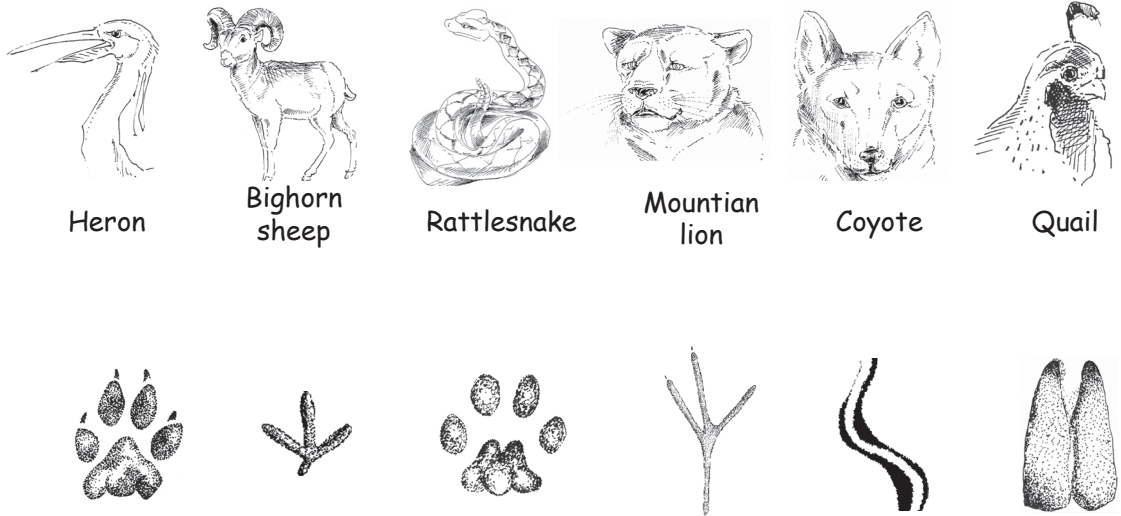 Heron
Bighorn
sheep
Rattlesnake
Mountian
lion
Coyote
Quail